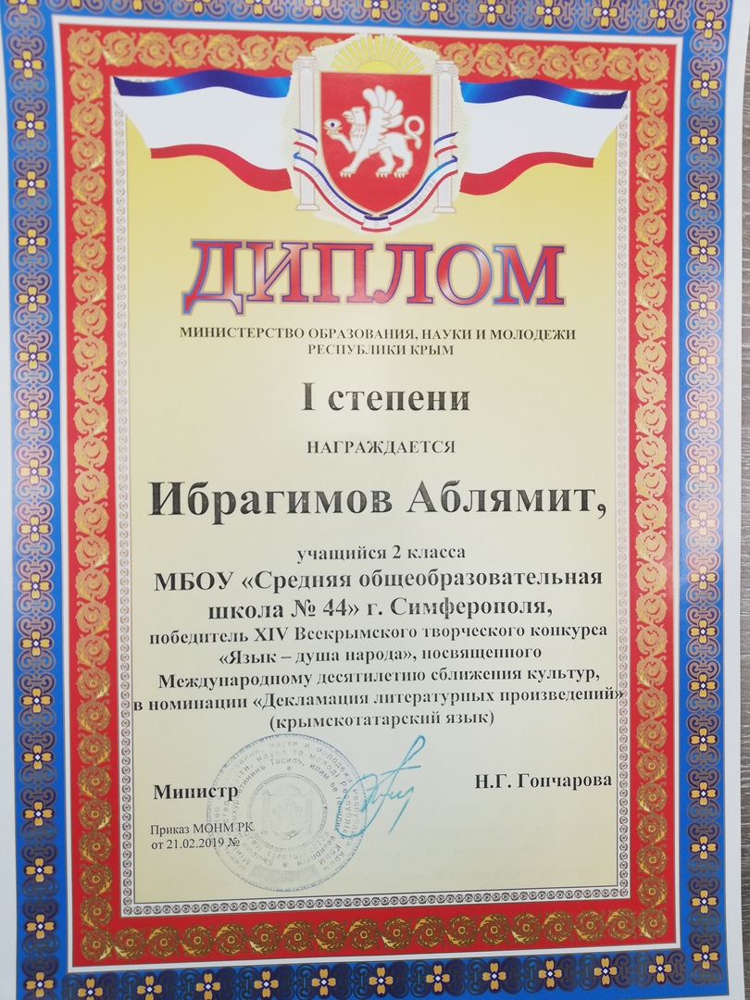 ДИПЛОМ
МИНИСТЕРСТВО ОБРАЗОВАНИЯ, НАУКИ И МОЛОДЕЖИ
РЕСПУБЛИКИ КРЫМ
I степени
НАГРАЖДАЕТСЯ
Ибрагимов Аблямит,
учащийся 2 класса
МБОУ «Средняя общеобразовательная
школа № 44» г. Симферополя,
победитель XIV Всекрымского творческого конкурса
«Язык – душа народа», посвященного
Международному десятилетию сближения культур,
в номинации «Декламация литературных произведений»
(крымскотатарский язык)
Министр
Н.Г. Гончарова
Приказ МОНМ РК
от 21.02.2019 №